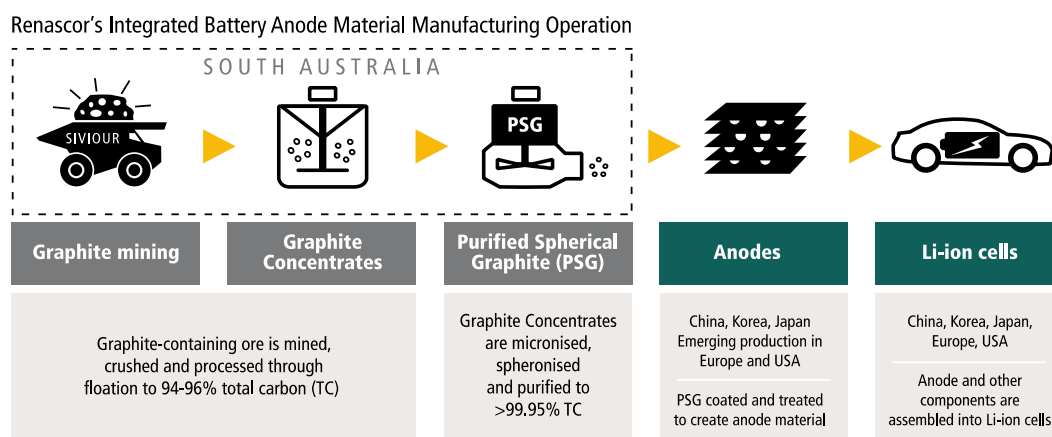 Renascor's Integrated Battery Anode Material Manufacturing Operation
SOUTH AUSTRALIA
SIVIOUR
PSG
Graphite mining
Graphite
Concentrates
Purified Spherical
Graphite (PSG)
Anodes
Li-ion cells
Graphite-containing ore is mined,
crushed and processed through
floation to 94-96% total carbon (TC)
Graphite Concentrates
are micronised,
spheronised
and purified to
>99.95% TC
China, Korea, Japan
Emerging production in
Europe and USA
PSG coated and treated
to create anode material
China, Korea, Japan,
Europe, USA
Anode and other
components are
assembled into Li-ion cells